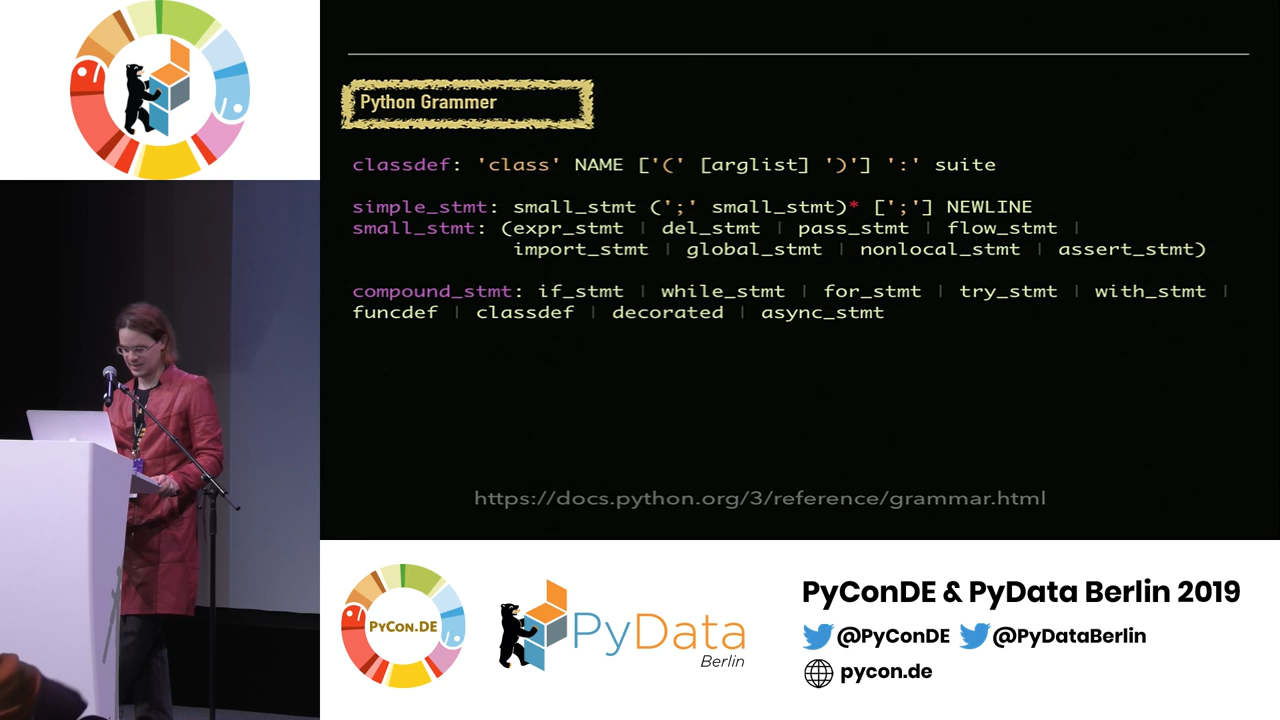 Python Grammer
classdef: 'class' NAME ['(' [arglist] ')'] ':' suite
simple_stmt: small_stmt (';' small_stmt)* [';'] NEWLINE
small_stmt: (expr_stmt | del_stmt | pass_stmt | flow_stmt |
import_stmt | global_stmt | nonlocal_stmt | assert_stmt)
compound_stmt: if_stmt | while_stmt | for_stmt | try_stmt | with_stmt |
funcdef | classdef | decorated | async_stmt
https://docs.python.org/3/reference/grammar.html
PYCON.DE
PyData
Berlin
PyConDE & PyData Berlin 2019
@PyConDE @PyDataBerlin
pycon.de